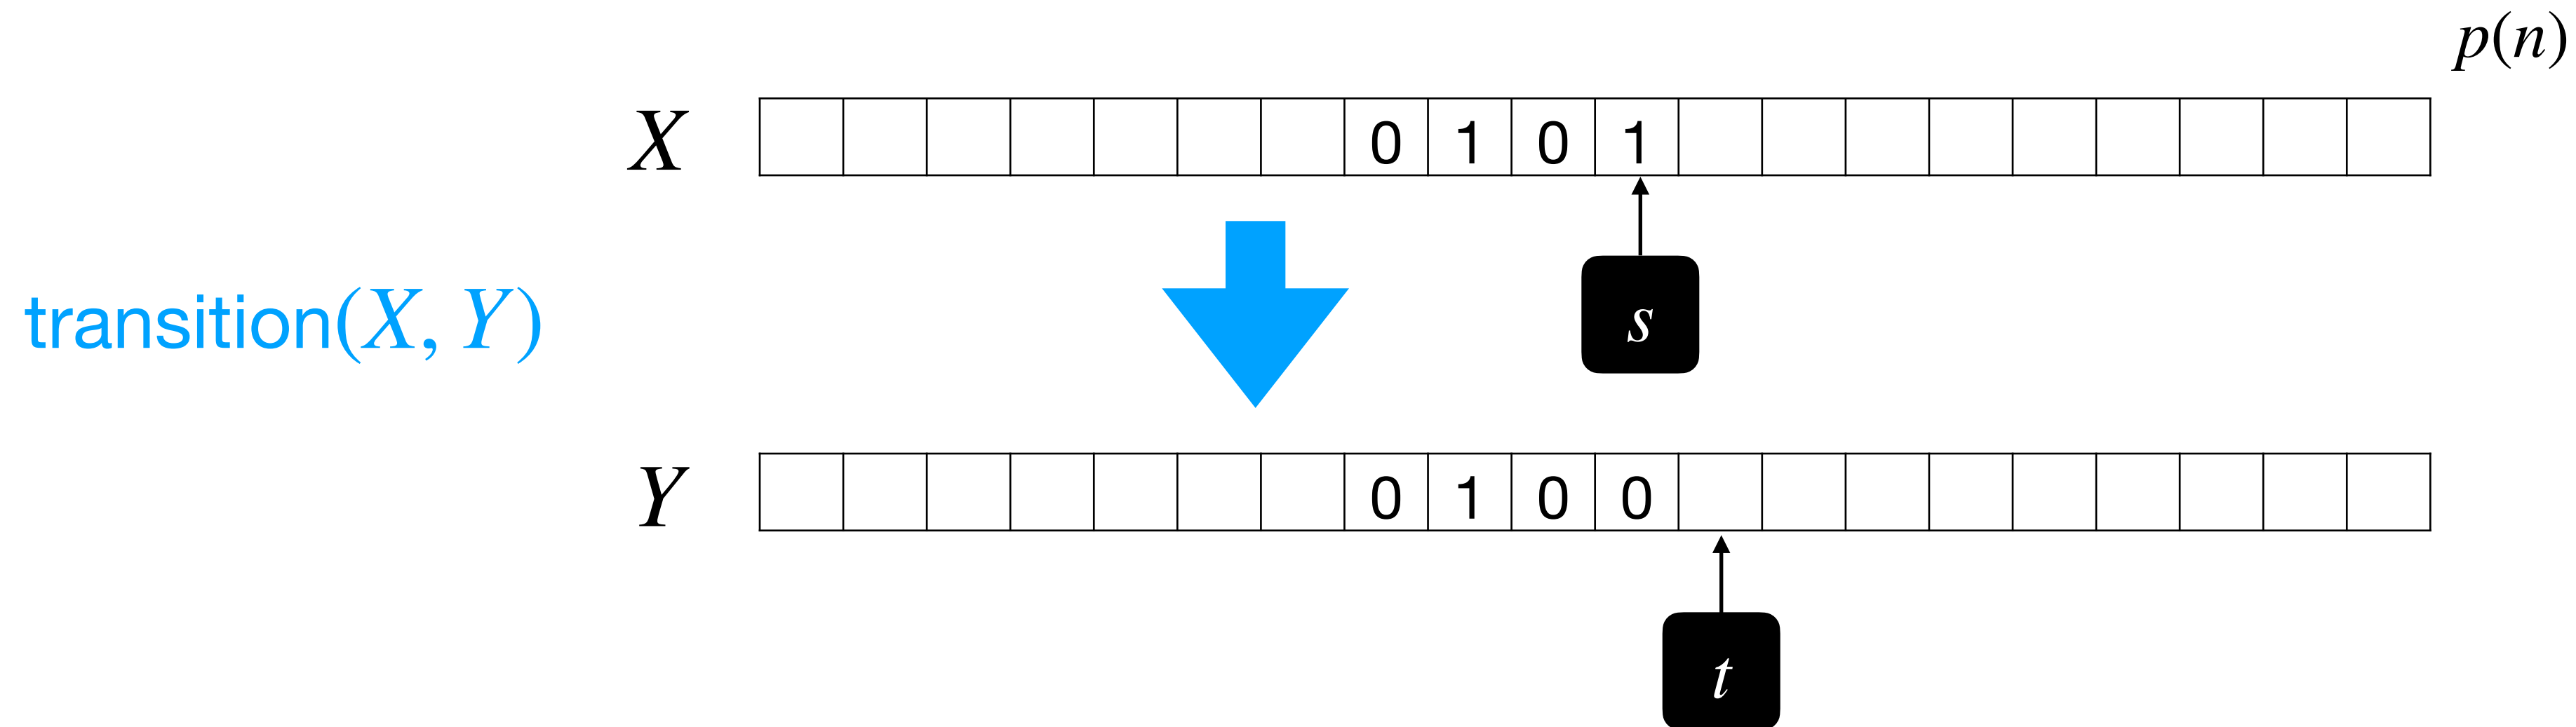 p(n)
X 0 1 0 1
s
transition(X, Y)
Y 0 1 0 0
t